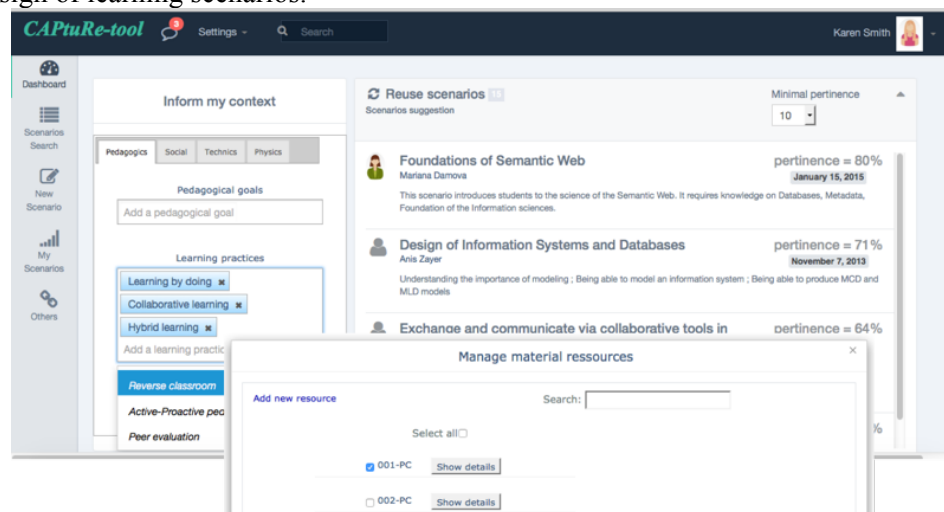 sign of learning scenarios.
CAPtuRe-tool
3
Settings
Search
Karen Smith
Dashboard
Scenarios
Search
New
Scenario
My
Scenarios
Others
Inform my context
Pedagogics Social Technics Physics
Pedagogical goals
Add a pedagogical goal
Learning practices
Learning by doing ×
Collaborative learning ×
Hybrid learning ×
Add a learning practic
Reverse classroom
Active-Proactive ped
Peer evaluation
Reuse scenarios 15
Scenarios suggestion
Minimal pertinence
10
Foundations of Semantic Web
pertinence = 80%
Mariana Damova
January 15, 2015
This scenario introduces students to the science of the Semantic Web. It requires knowledge on Databases, Metadata,
Foundation of the Information sciences.
Design of Information Systems and Databases
pertinence = 71%
Anis Zayer
November 7, 2013
Understanding the importance of modeling ; Being able to model an information system ; Being able to produce MCD and
MLD models
Exchange and communicate via collaborative tools in
pertinence = 64%
%
Manage material ressources
×
Add new resource
Search:
Select all
001-PC Show details
002-PC Show details